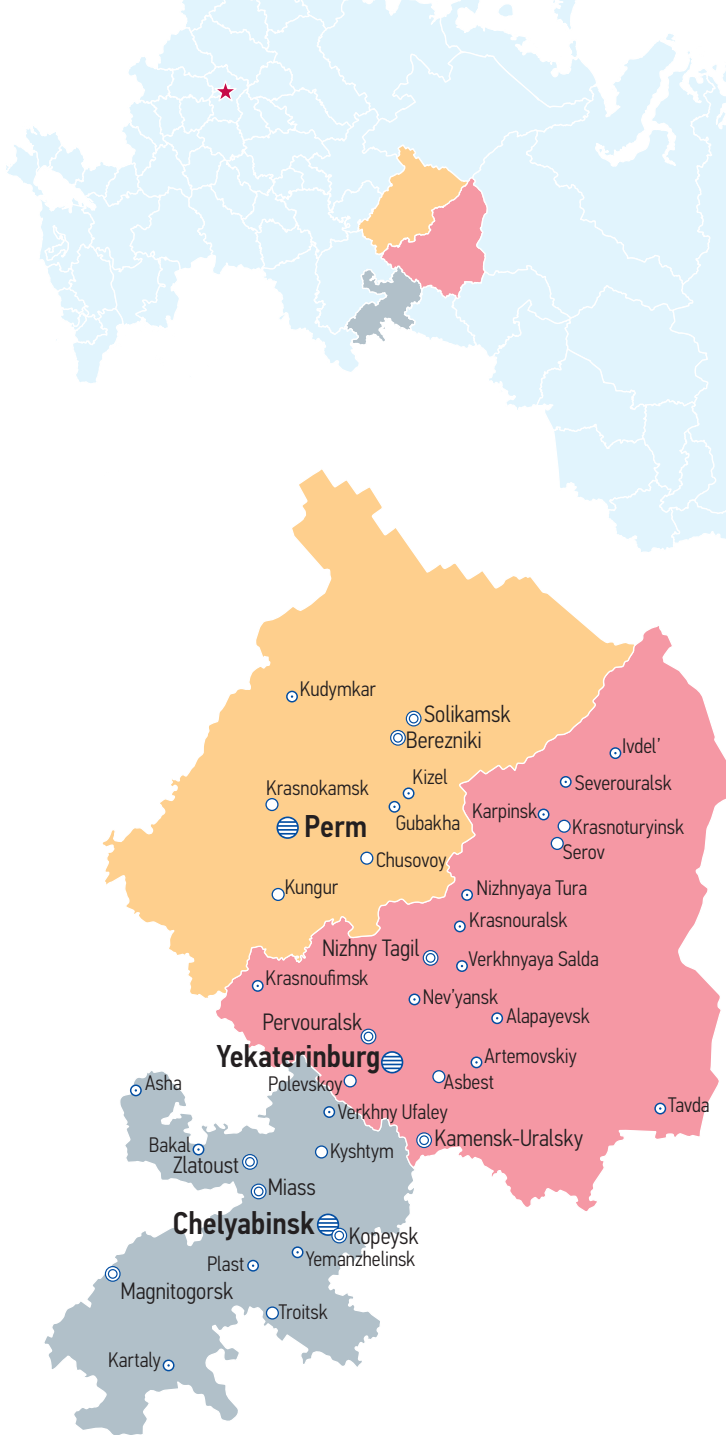 Kudymkar
Solikamsk
Berezniki
Ivdel’
Kizel
Severouralsk
Krasnokamsk
Gubakha
Karpinsk
Perm
Krasnoturyinsk
Serov
Chusovoy
Kungur
Nizhnyaya Tura
Krasnouralsk
Nizhny Tagil
Verkhnyaya Salda
Krasnoufimsk
Nev’yansk
Alapayevsk
Pervouralsk
Yekaterinburg
Artemovskiy
Asha
Polevskoy
Asbest
Tavda
Verkhny Ufaley
Kamensk-Uralsky
Bakal
Kyshtym
Zlatoust
Miass
Chelyabinsk
Kopeysk
Yemanzhelinsk
Plast
Magnitogorsk
Troitsk
Kartaly